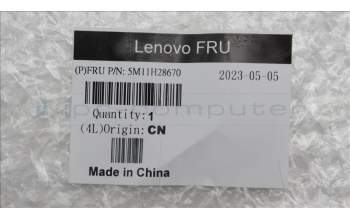 Lenovo FRU
(P)FRU P/N: 5M11H28670 2023-05-05
Quantity:1
(4L)Origin: CN
Made in China